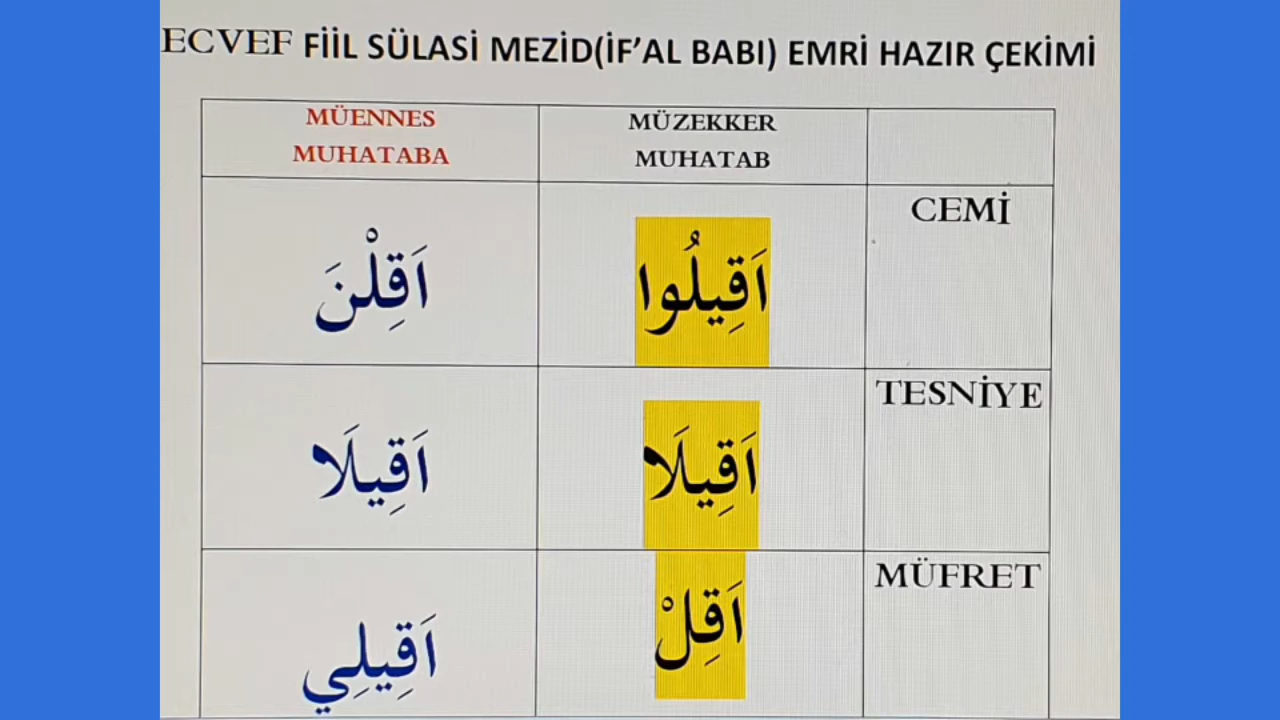 ECVEF FİİL SÜLASİ MEZİD(İF’AL BABI) EMRİ HAZIR ÇEKİMİ
MÜENNES MUHATABA
MÜZEKKER MUHATAB
اَقِلْنَ
اَقِيلُوا
CEMİ
اَقِيلَا
اَقِيلَا
TESNİYE
اَقِيلِي
اَقِلْ
MÜFRET